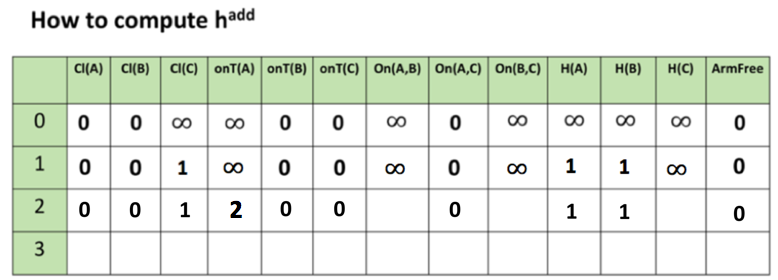 How to compute hadd
Cl(A) Cl(B) Cl(C) onT(A) onT(B) onT(C) On(A,B) On(A,C) On(B,C) H(A) H(B) H(C) ArmFree
0 0 0 ∞ ∞ 0 0 ∞ 0 ∞ ∞ ∞ ∞ 0
1 0 0 1 ∞ 0 0 ∞ 0 ∞ 1 1 ∞ 0
2 0 0 1 2 0 0 0 1 1 0
3